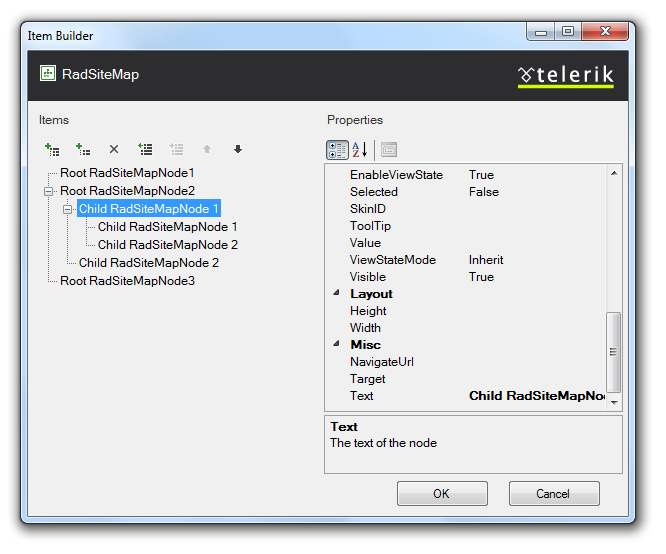 Item Builder
RadSiteMap
telerik
Items
Properties
Root RadSiteMapNode1
Root RadSiteMapNode2
Child RadSiteMapNode 1
Child RadSiteMapNode 1
Child RadSiteMapNode 2
Child RadSiteMapNode 2
Root RadSiteMapNode3
A Z
EnableViewState True
Selected False
SkinID
ToolTip
Value
ViewStateMode Inherit
Visible True
Layout
Height
Width
Misc
NavigateUrl
Target
Text Child RadSiteMapNo
Text
The text of the node
OK Cancel